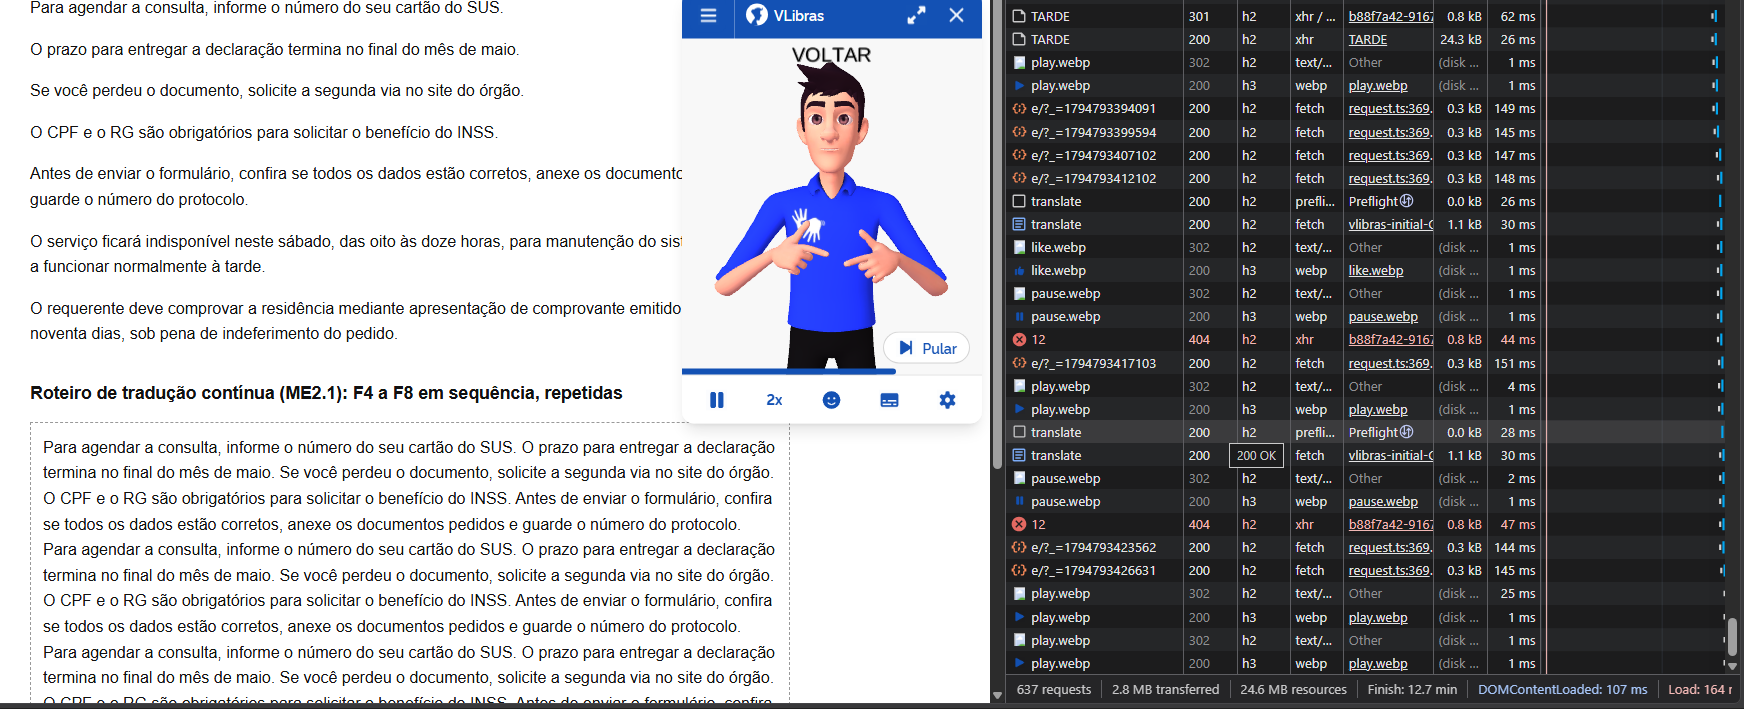 Para agendar a consulta, informe o número do seu cartão do SUS.
O prazo para entregar a declaração termina no final do mês de maio.
Se você perdeu o documento, solicite a segunda via no site do órgão.
O CPF e o RG são obrigatórios para solicitar o benefício do INSS.
Antes de enviar o formulário, confira se todos os dados estão corretos, anexe os documento
guarde o número do protocolo.
O serviço ficará indisponível neste sábado, das oito às doze horas, para manutenção do sis
a funcionar normalmente à tarde.
O requerente deve comprovar a residência mediante apresentação de comprovante emitido
noventa dias, sob pena de indeferimento do pedido.
Roteiro de tradução contínua (ME2.1): F4 a F8 em sequência, repetidas
Para agendar a consulta, informe o número do seu cartão do SUS. O prazo para entregar a declaração
termina no final do mês de maio. Se você perdeu o documento, solicite a segunda via no site do órgão.
O CPF e o RG são obrigatórios para solicitar o benefício do INSS. Antes de enviar o formulário, confira
se todos os dados estão corretos, anexe os documentos pedidos e guarde o número do protocolo.
Para agendar a consulta, informe o número do seu cartão do SUS. O prazo para entregar a declaração
termina no final do mês de maio. Se você perdeu o documento, solicite a segunda via no site do órgão.
O CPF e o RG são obrigatórios para solicitar o benefício do INSS. Antes de enviar o formulário, confira
se todos os dados estão corretos, anexe os documentos pedidos e guarde o número do protocolo.
Para agendar a consulta, informe o número do seu cartão do SUS. O prazo para entregar a declaração
termina no final do mês de maio. Se você perdeu o documento, solicite a segunda via no site do órgão.
O CPF e o RG são obrigatórios para solicitar o benefício do INSS. Antes de enviar o formulário, confira
VLibras
VOLTAR
Pular
2x
TARDE 301 h2 xhr / ... b88f7a42-9167 0.8 kB 62 ms
TARDE 200 h2 xhr TARDE 24.3 kB 26 ms
play.webp 302 h2 text/... Other (disk ... 1 ms
play.webp 200 h3 webp play.webp (disk ... 1 ms
e/?_=1794793394091 200 h2 fetch request.ts:369. 0.3 kB 149 ms
e/?_=1794793399594 200 h2 fetch request.ts:369. 0.3 kB 145 ms
e/?_=1794793407102 200 h2 fetch request.ts:369. 0.3 kB 147 ms
e/?_=1794793412102 200 h2 fetch request.ts:369. 0.3 kB 148 ms
translate 200 h2 prefli... Preflight 0.0 kB 26 ms
translate 200 h2 fetch vlibras-initial- 1.1 kB 30 ms
like.webp 302 h2 text/... Other (disk ... 1 ms
like.webp 200 h3 webp like.webp (disk ... 1 ms
pause.webp 302 h2 text/... Other (disk ... 1 ms
pause.webp 200 h3 webp pause.webp (disk ... 1 ms
12 404 h2 xhr b88f7a42-9167 0.8 kB 44 ms
e/?_=1794793417103 200 h2 fetch request.ts:369. 0.3 kB 151 ms
play.webp 302 h2 text/... Other (disk ... 4 ms
play.webp 200 h3 webp play.webp (disk ... 1 ms
translate 200 h2 prefli... Preflight 0.0 kB 28 ms
translate 200 200 OK fetch vlibras-initial- 1.1 kB 30 ms
pause.webp 302 h2 text/... Other (disk ... 2 ms
pause.webp 200 h3 webp pause.webp (disk ... 1 ms
12 404 h2 xhr b88f7a42-9167 0.8 kB 47 ms
e/?_=1794793423562 200 h2 fetch request.ts:369. 0.3 kB 144 ms
e/?_=1794793426631 200 h2 fetch request.ts:369. 0.3 kB 145 ms
play.webp 302 h2 text/... Other (disk ... 25 ms
play.webp 200 h3 webp play.webp (disk ... 1 ms
play.webp 302 h2 text/... Other (disk ... 1 ms
play.webp 200 h3 webp play.webp (disk ... 1 ms
637 requests 2.8 MB transferred 24.6 MB resources Finish: 12.7 min DOMContentLoaded: 107 ms Load: 164